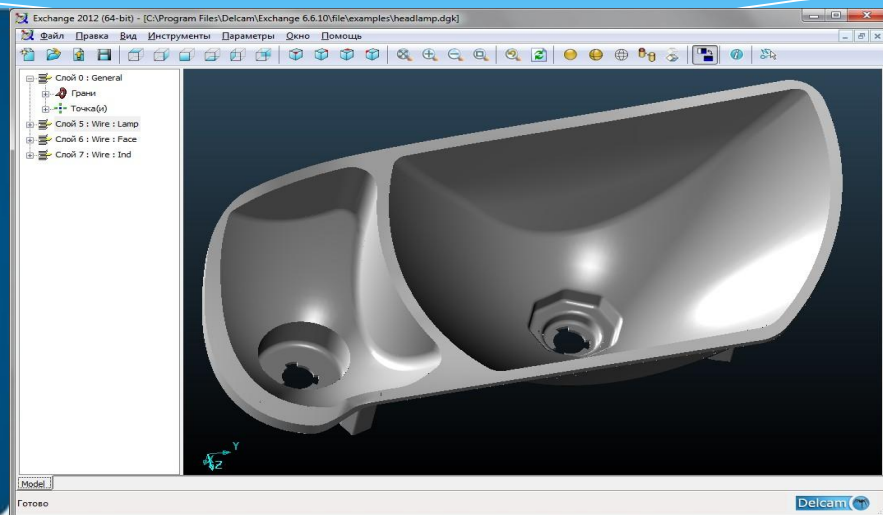 Exchange 2012 (64-bit) - [C:\Program Files\Delcam\Exchange 6.6.10\file\examples\headlamp.dgk]
Файл Правка Вид Инструменты Параметры Окно Помощь
Слой 0 : General
Грани
Точка(и)
Слой 5 : Wire : Lamp
Слой 6 : Wire : Face
Слой 7 : Wire : Ind
Y
X
Z
Model
Готово
Delcam